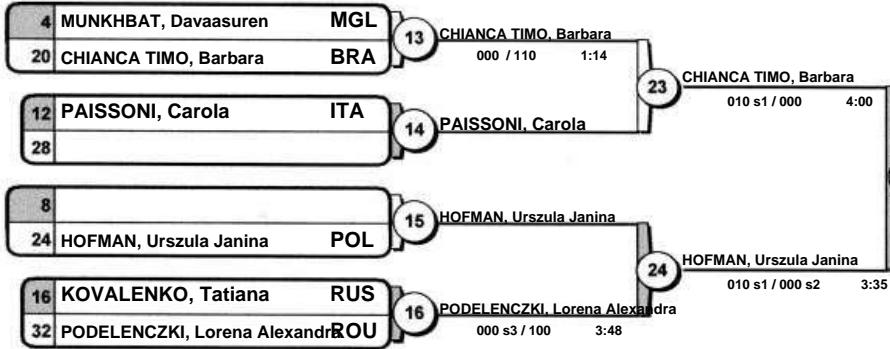 4 MUNKHBAT, Davaasuren MGL
20 CHIANCA TIMO, Barbara BRA
13
CHIANCA TIMO, Barbara
000 / 110 1:14
12 PAISSONI, Carola ITA
28
14
PAISSONI, Carola
23
CHIANCA TIMO, Barbara
010 s1 / 000 4:00
8
24 HOFMAN, Urszula Janina POL
15
HOFMAN, Urszula Janina
16 KOVALENKO, Tatiana RUS
32 PODELENCZKI, Lorena Alexandra ROU
16
PODELENCZKI, Lorena Alexandra
000 s3 / 100 3:48
24
HOFMAN, Urszula Janina
010 s1 / 000 s2 3:35